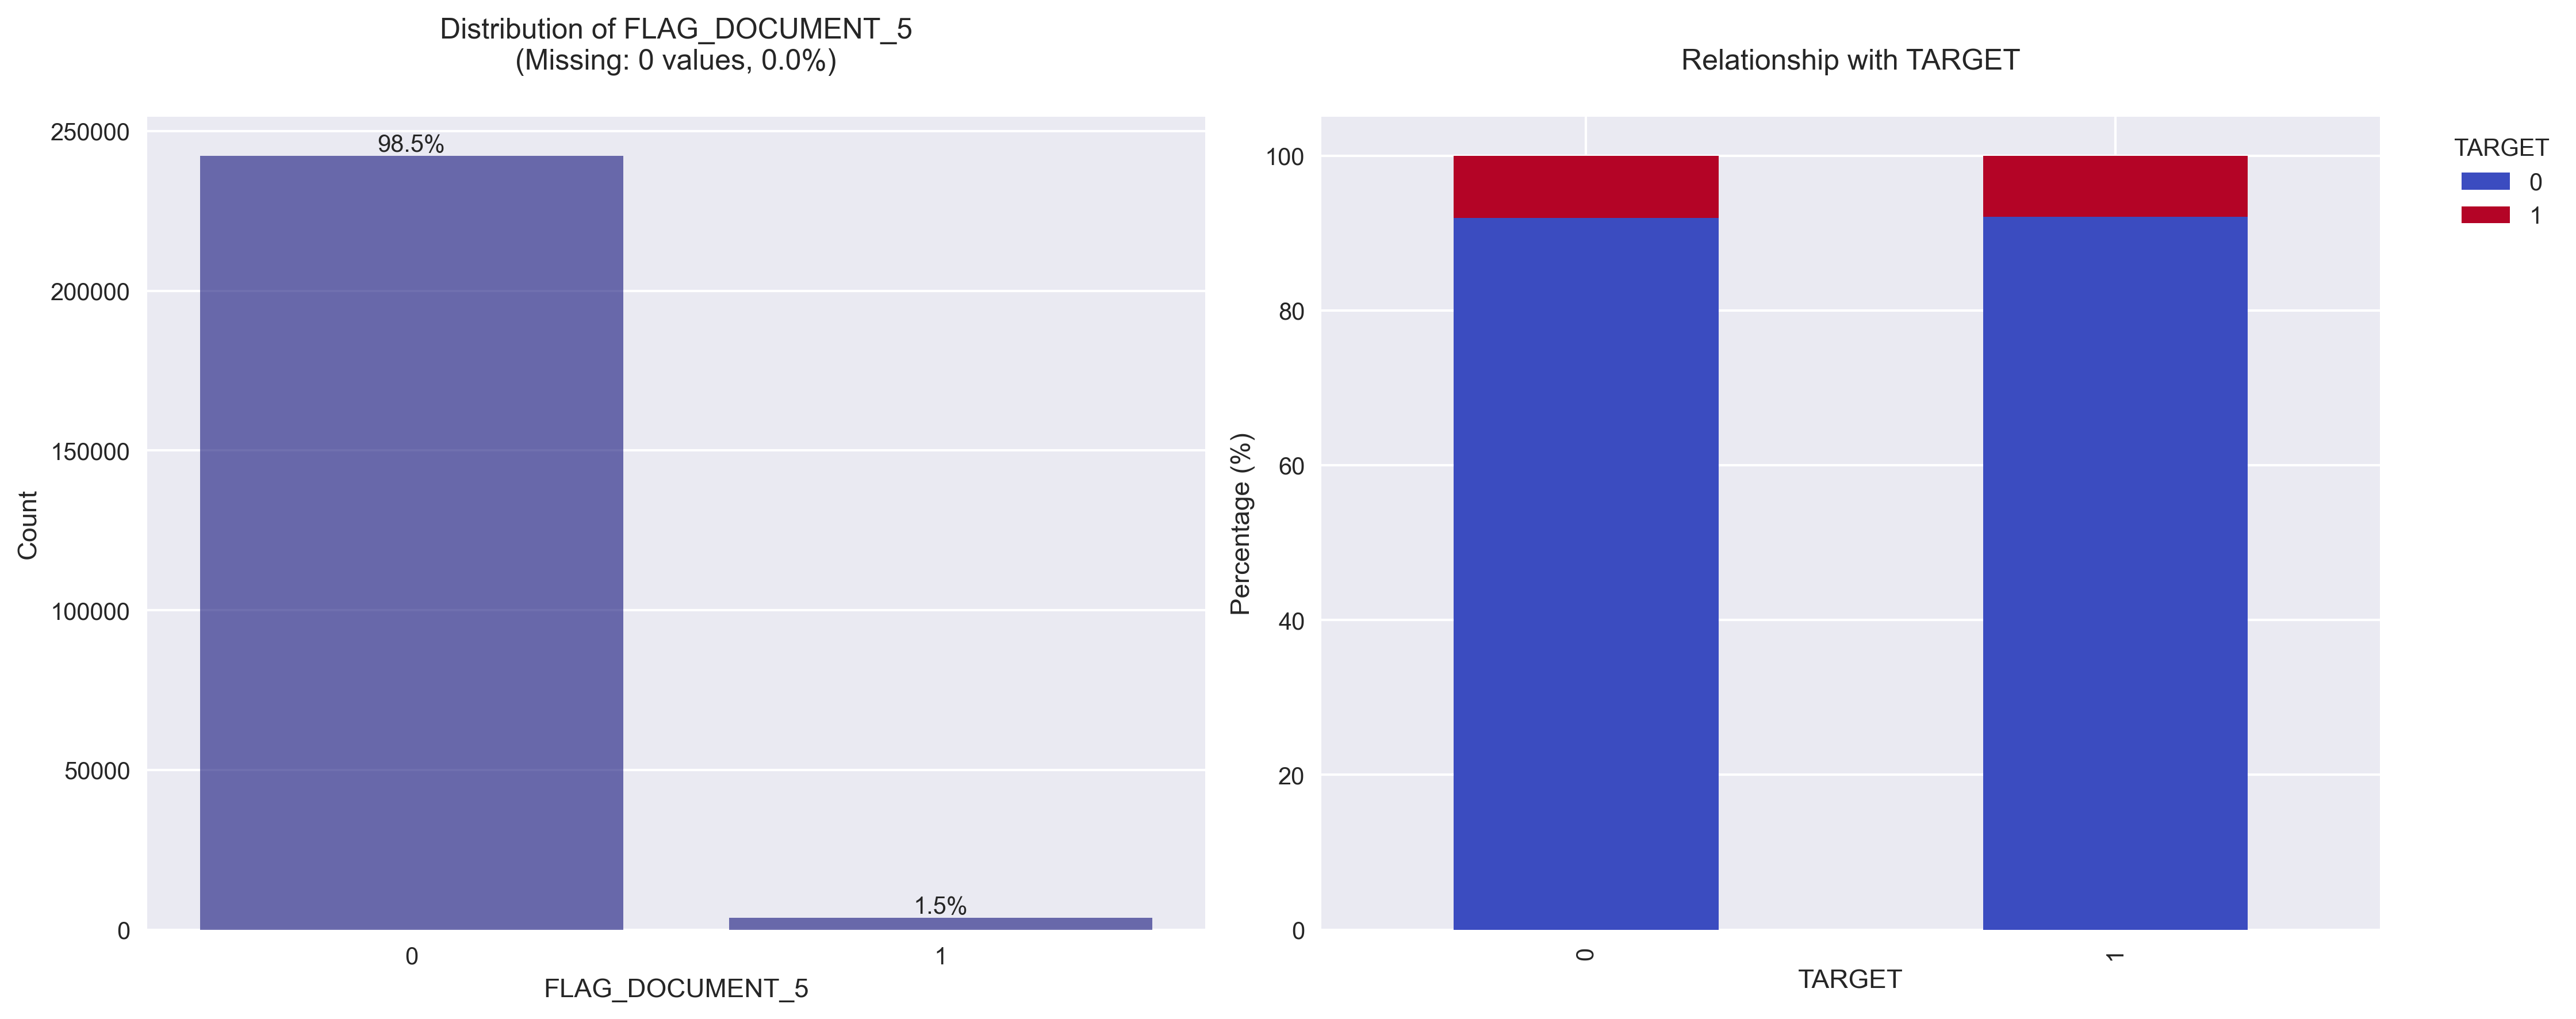 Distribution of FLAG_DOCUMENT_5
(Missing: 0 values, 0.0%)
250000
200000
150000
100000
50000
0
Count
98.5%
1.5%
0
1
FLAG_DOCUMENT_5
Relationship with TARGET
100
80
60
40
20
0
Percentage (%)
0
1
TARGET
TARGET
0
1